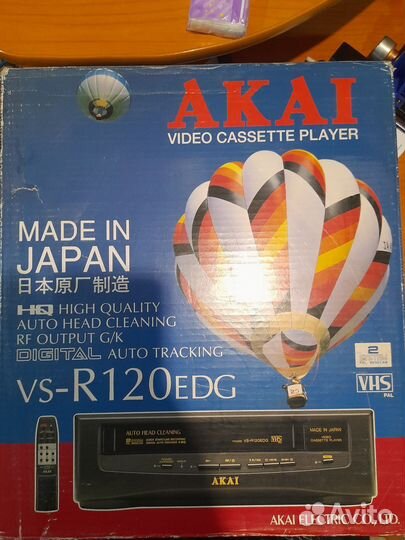 AKAI
VIDEO CASSETTE PLAYER
MADE IN
JAPAN
日本原厂制造
HQ HIGH QUALITY
AUTO HEAD CLEANING
RF OUTPUT G/K
DIGITAL AUTO TRACKING
VS-R120EDG
2
VHS
PAL
AUTO HEAD CLEANING
VS-R120EDG
MADE IN JAPAN
VIDEO
CASSETTE PLAYER
AKAI
AKAI ELECTRIC CO., LTD.
Avito